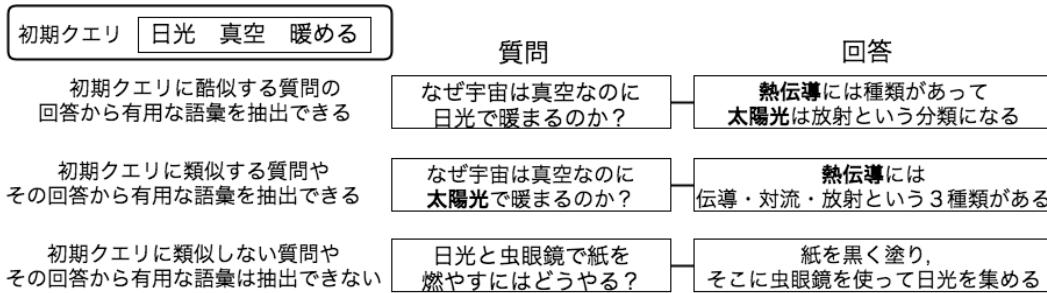 初期クエリ 日光 真空 暖める
質問 回答
初期クエリに酷似する質問の
回答から有用な語彙を抽出できる
なぜ宇宙は真空なのに
日光で暖まるのか？
熱伝導には種類があって
太陽光は放射という分類になる
初期クエリに類似する質問や
その回答から有用な語彙を抽出できる
なぜ宇宙は真空なのに
太陽光で暖まるのか？
熱伝導には
伝導・対流・放射という３種類がある
初期クエリに類似しない質問や
その回答から有用な語彙は抽出できない
日光と虫眼鏡で紙を
燃やすにはどうやる？
紙を黒く塗り,
そこに虫眼鏡を使って日光を集める